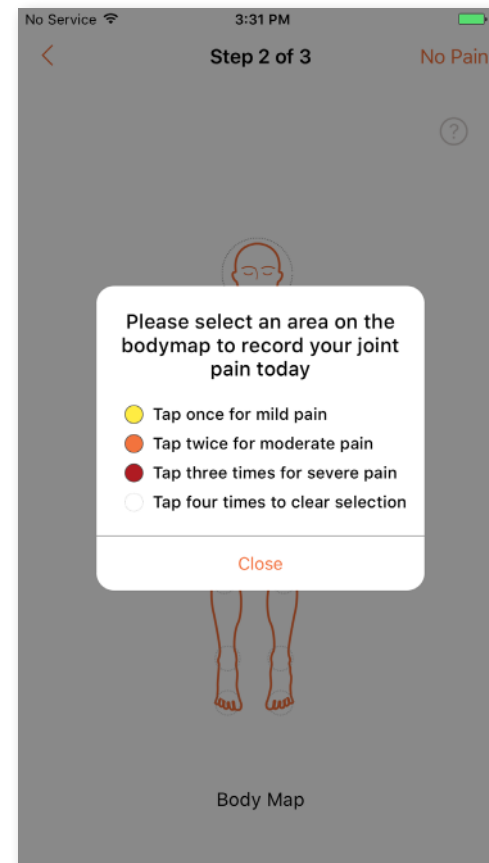 No Service 3:31 PM
Step 2 of 3 No Pain
?
Please select an area on the
bodymap to record your joint
pain today
Tap once for mild pain
Tap twice for moderate pain
Tap three times for severe pain
Tap four times to clear selection
Close
Body Map